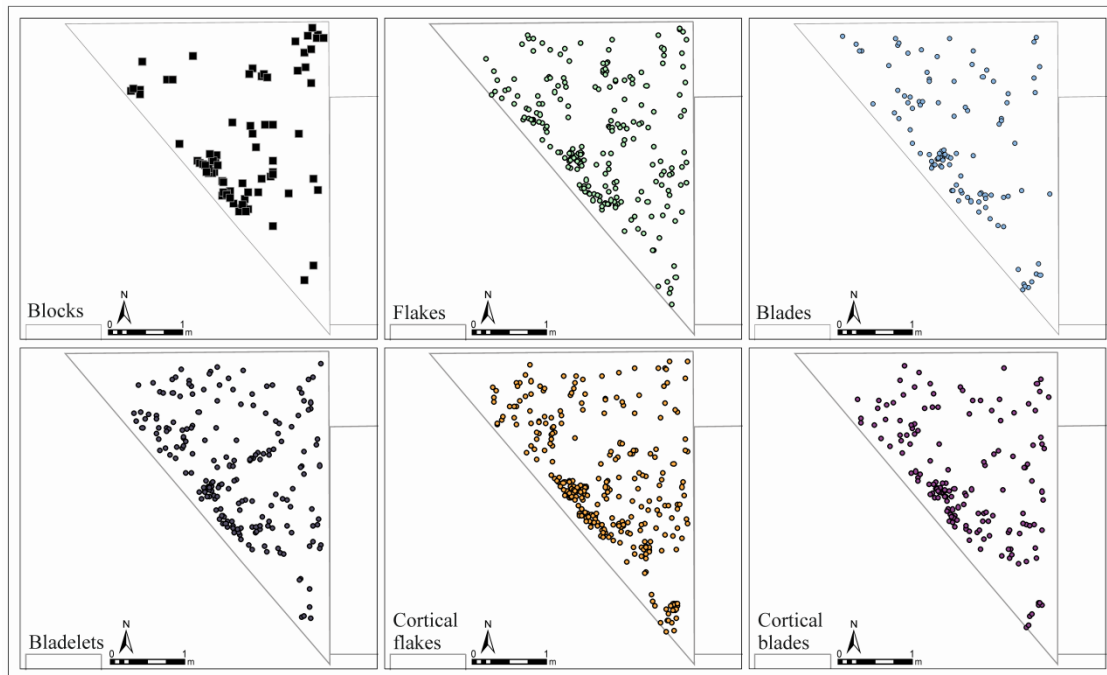 N
Blocks
0 1
m
N
Flakes
0 1
m
N
Blades
0 1
m
N
Bladelets
0 1
m
N
Cortical
flakes
0 1
m
N
Cortical
blades
0 1
m